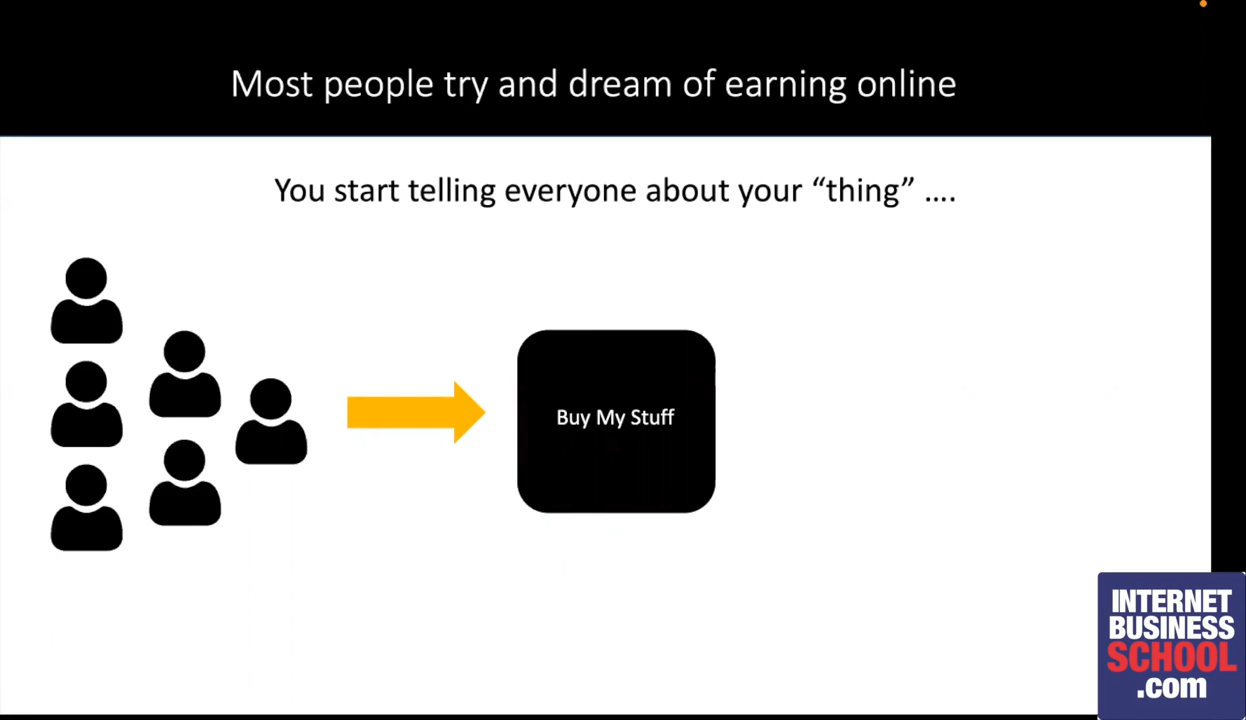 Most people try and dream of earning online
You start telling everyone about your “thing” ....
Buy My Stuff
INTERNET
BUSINESS
SCHOOL
.com